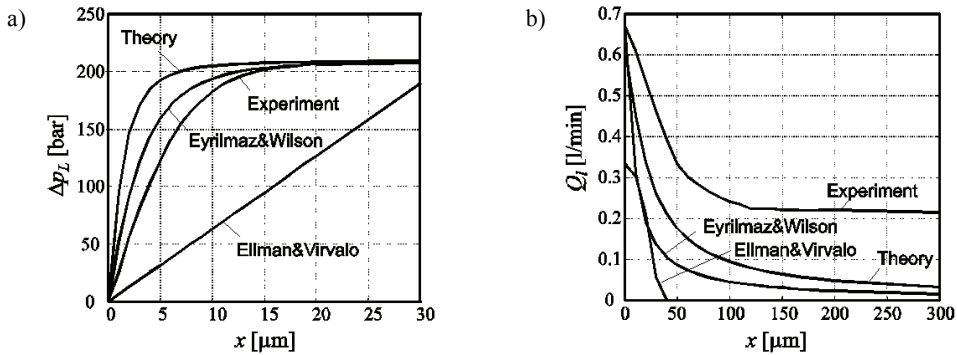 a)
250
200
150
100
50
0
Δp_L [bar]
Theory
Experiment
Eyrilmaz&Wilson
Ellman&Virvalo
0 5 10 15 20 25 30
x [μm]
b)
0.7
0.6
0.5
0.4
0.3
0.2
0.1
0
Q_l [l/min]
Experiment
Eyrilmaz&Wilson
Ellman&Virvalo
Theory
0 50 100 150 200 250 300
x [μm]